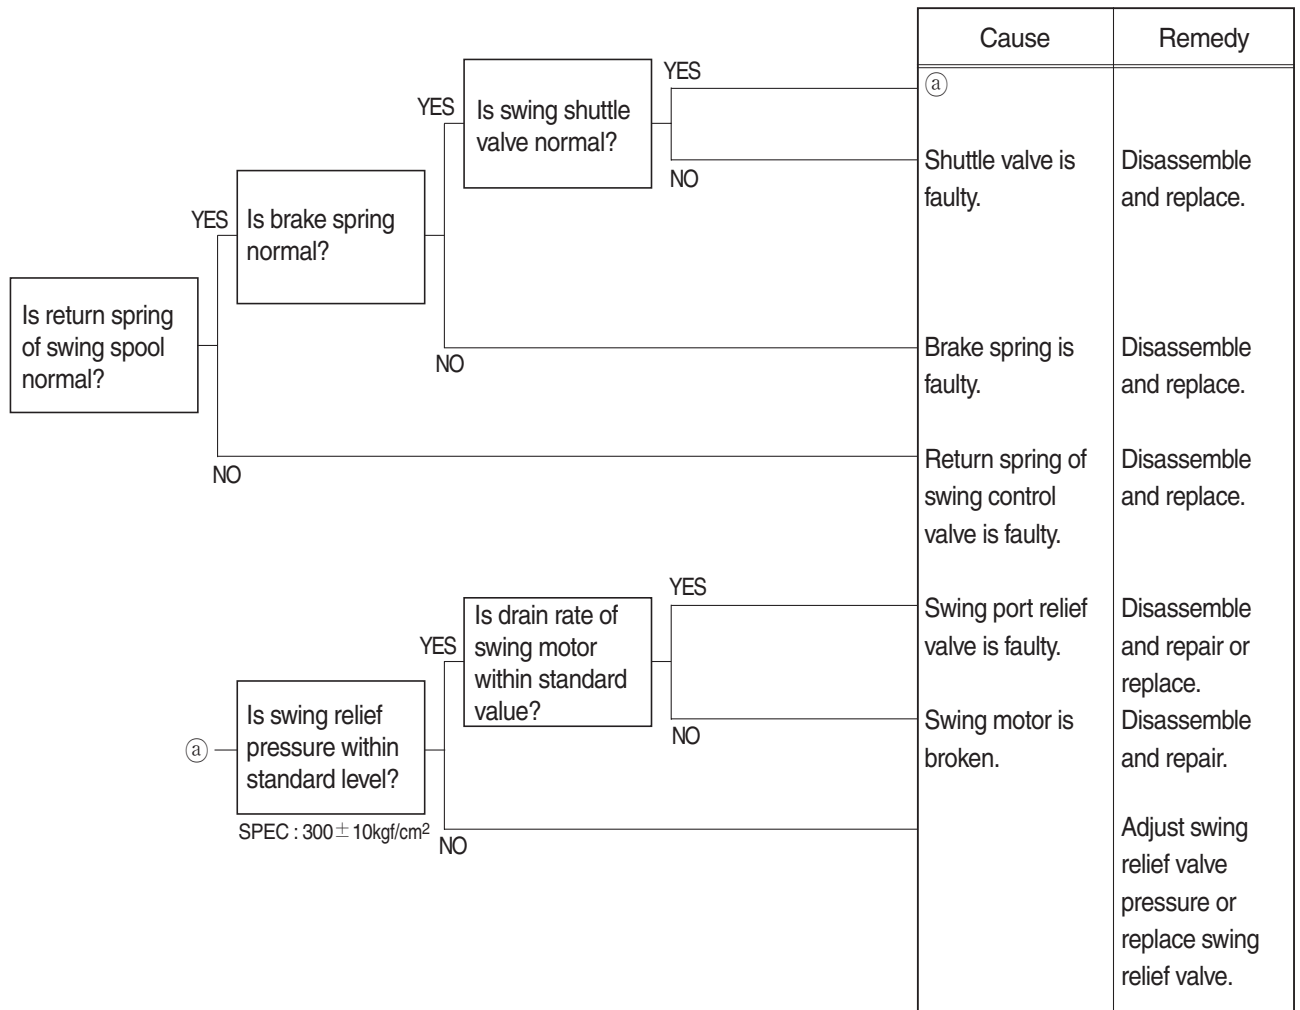 Cause
Remedy
YES
ⓐ
YES
Is swing shuttle
valve normal?
NO
Shuttle valve is
faulty.
Disassemble
and replace.
YES
Is brake spring
normal?
Is return spring
of swing spool
normal?
NO
Brake spring is
faulty.
Disassemble
and replace.
NO
Return spring of
swing control
valve is faulty.
Disassemble
and replace.
YES
Swing port relief
valve is faulty.
Disassemble
and repair or
replace.
YES
Is drain rate of
swing motor
within standard
value?
NO
Swing motor is
broken.
Disassemble
and repair.
ⓐ
Is swing relief
pressure within
standard level?
SPEC : 300±10kgf/cm²
NO
Adjust swing
relief valve
pressure or
replace swing
relief valve.